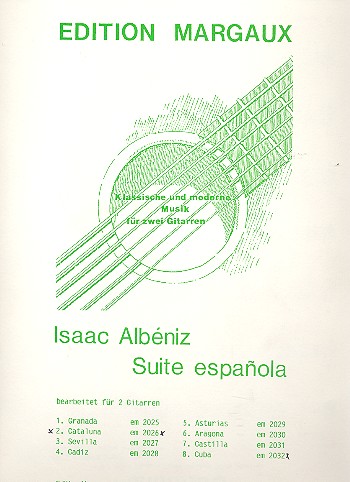 EDITION MARGAUX
Klassische und moderne
Musik
für zwei Gitarren
Isaac Albéniz
Suite española
bearbeitet für 2 Gitarren
1. Granada em 2025
x 2. Cataluna em 2026 x
3. Sevilla em 2027
4. Cadiz em 2028
5. Asturias em 2029
6. Aragona em 2030
7. Castilla em 2031
8. Cuba em 2032